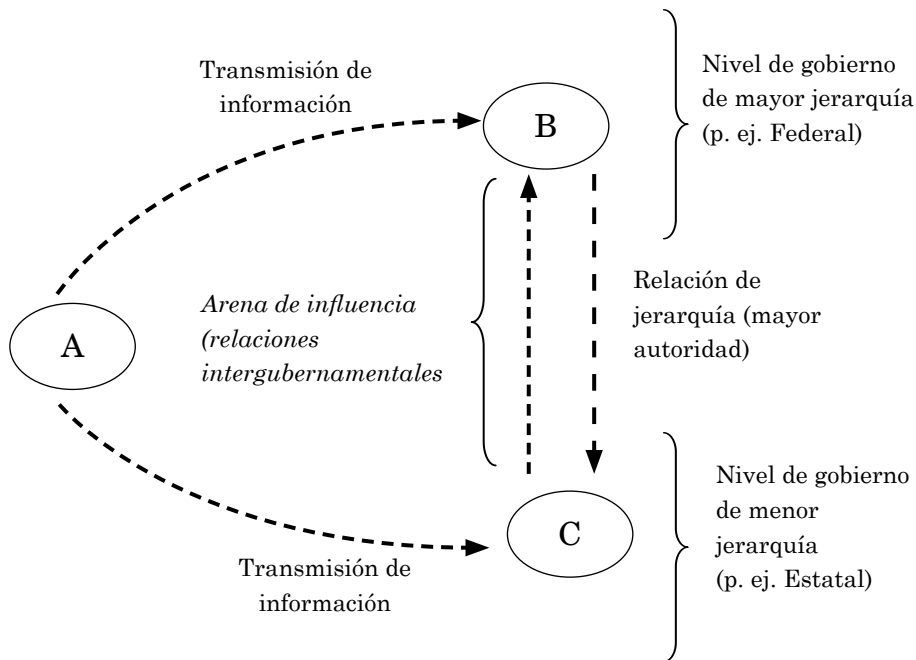 Transmisión de
información
B
Nivel de gobierno
de mayor jerarquía
(p. ej. Federal)
A
Arena de influencia
(relaciones
intergubernamentales
Relación de
jerarquía (mayor
autoridad)
C
Nivel de gobierno
de menor
jerarquía
(p. ej. Estatal)
Transmisión de
información